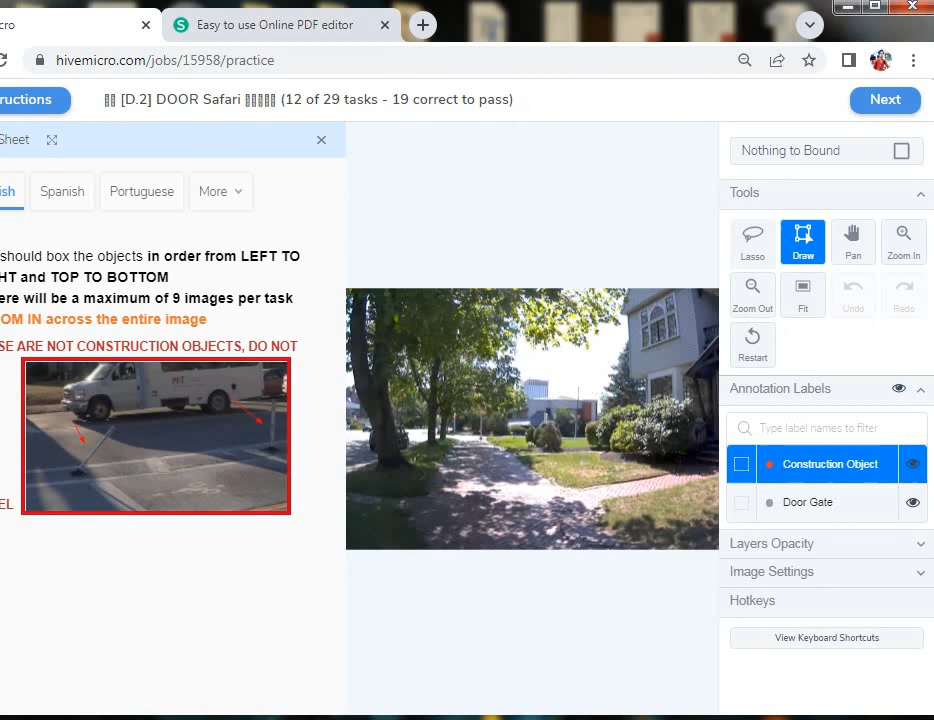 cro
Easy to use Online PDF editor
hivemicro.com/jobs/15958/practice
ructions
[D.2] DOOR Safari (12 of 29 tasks - 19 correct to pass)
Next
Sheet
Nothing to Bound
ish
Spanish
Portuguese
More
Tools
Lasso
Draw
Pan
Zoom In
Zoom Out
Fit
Undo
Redo
Restart
should box the objects in order from LEFT TO
HT and TOP TO BOTTOM
ere will be a maximum of 9 images per task
OM IN across the entire image
SE ARE NOT CONSTRUCTION OBJECTS, DO NOT
EL
Annotation Labels
Type label names to filter
Construction Object
Door Gate
Layers Opacity
Image Settings
Hotkeys
View Keyboard Shortcuts